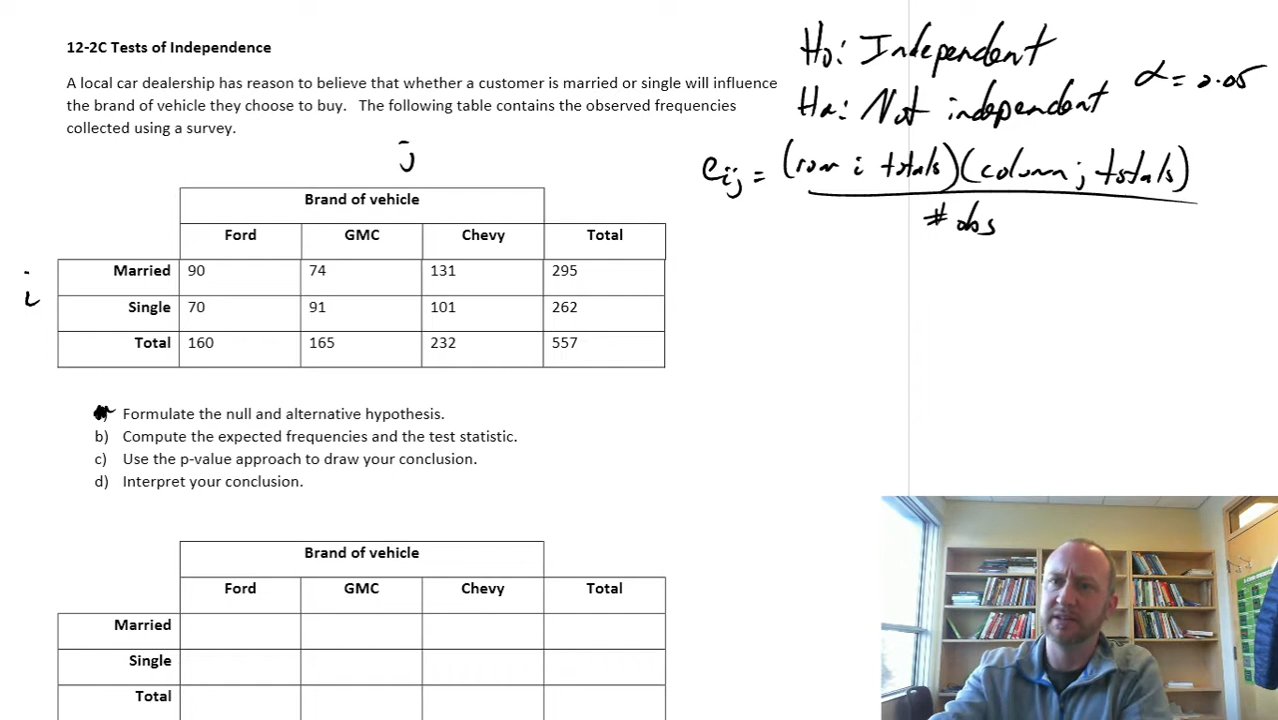 12-2C Tests of Independence
A local car dealership has reason to believe that whether a customer is married or single will influence
the brand of vehicle they choose to buy. The following table contains the observed frequencies
collected using a survey.
H0: Independent
Ha: Not independent
α = 0.05
eij = (row i totals)(column j totals)
# obs
j
i
Brand of vehicle
Ford GMC Chevy Total
Married 90 74 131 295
Single 70 91 101 262
Total 160 165 232 557
Formulate the null and alternative hypothesis.
b) Compute the expected frequencies and the test statistic.
c) Use the p-value approach to draw your conclusion.
d) Interpret your conclusion.
Brand of vehicle
Ford GMC Chevy Total
Married
Single
Total